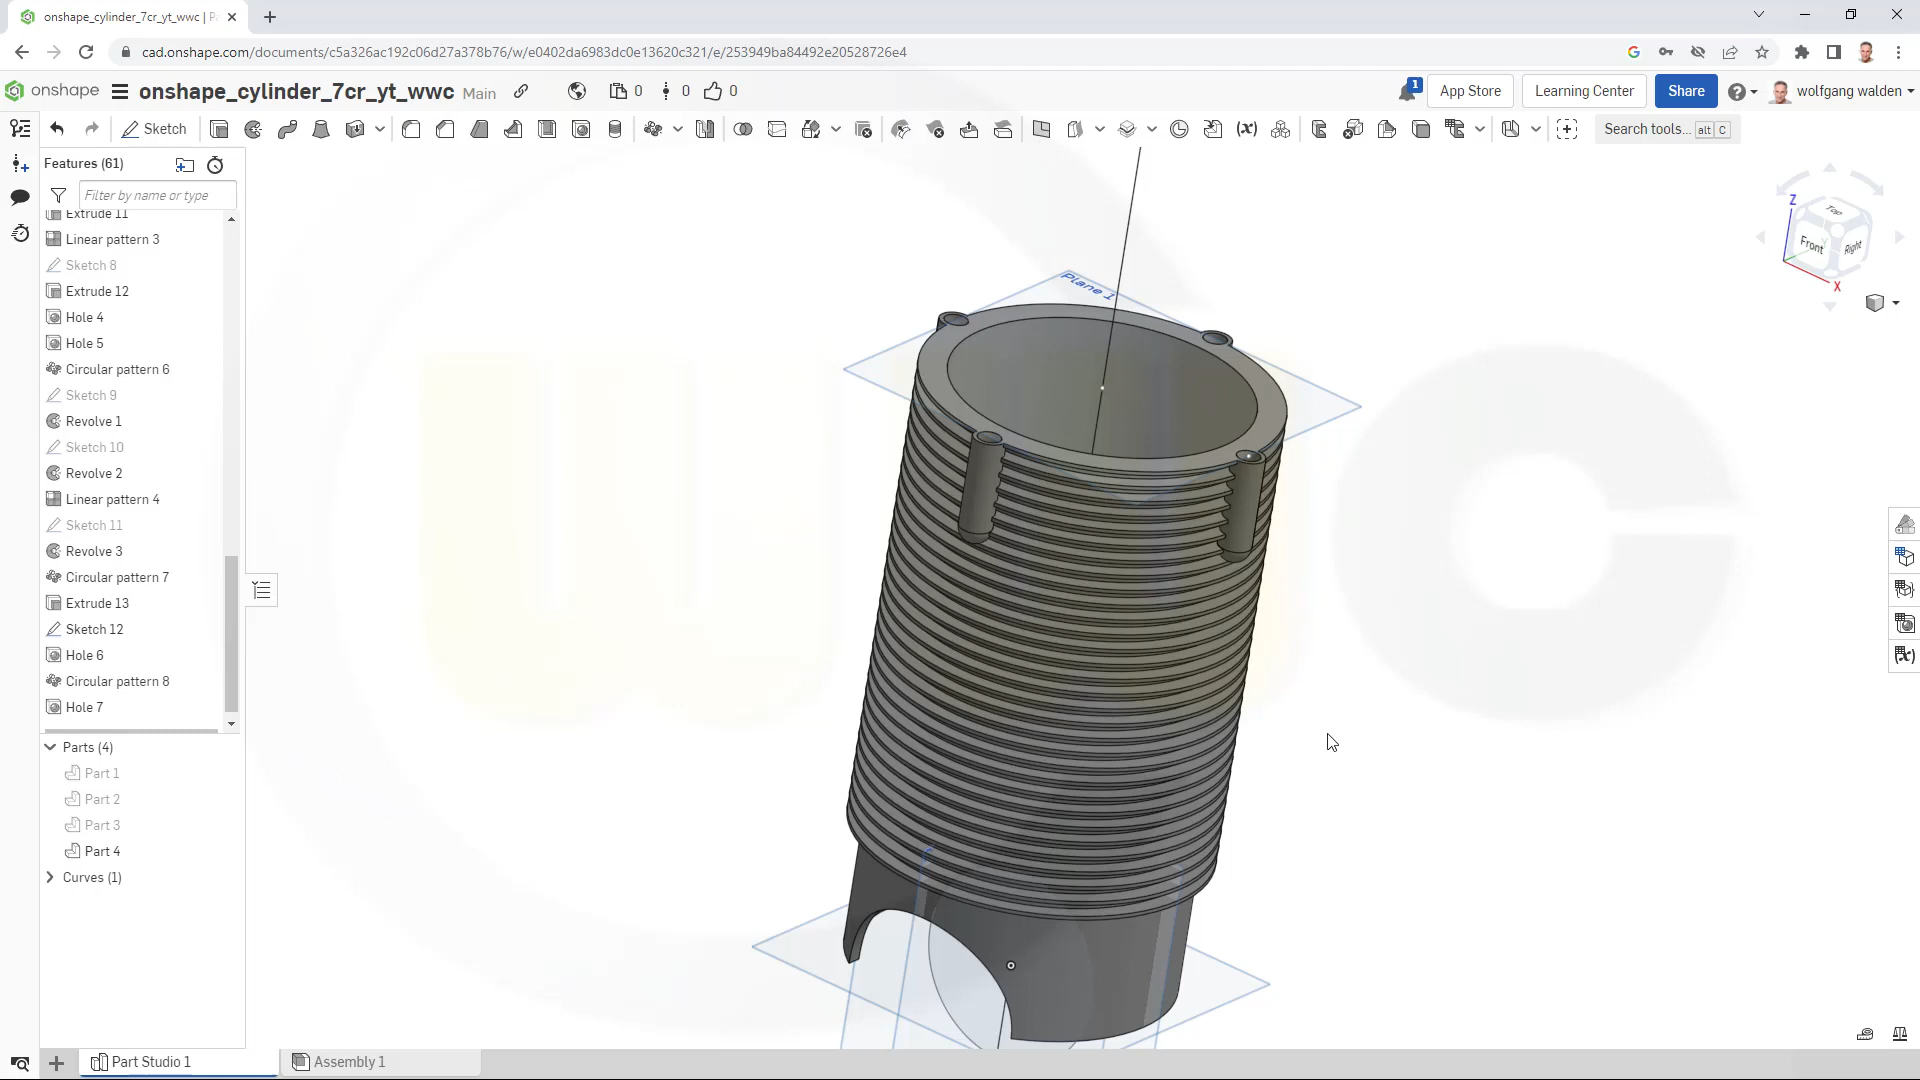 onshape_cylinder_7cr_yt_wwc | P
cad.onshape.com/documents/c5a326ac192c06d27a378b76/w/e0402da6983dc0e13620c321/e/253949ba84492e20528726e4
onshape onshape_cylinder_7cr_yt_wwc Main 0 0 0 1 App Store Learning Center Share wolfgang walden
Sketch Search tools... alt C
Features (61)
Filter by name or type
Extrude 11
Linear pattern 3
Sketch 8
Extrude 12
Hole 4
Hole 5
Circular pattern 6
Sketch 9
Revolve 1
Sketch 10
Revolve 2
Linear pattern 4
Sketch 11
Revolve 3
Circular pattern 7
Extrude 13
Sketch 12
Hole 6
Circular pattern 8
Hole 7
Parts (4)
Part 1
Part 2
Part 3
Part 4
Curves (1)
Plane 1
Z
Top
Front
Right
X
wc
Part Studio 1
Assembly 1